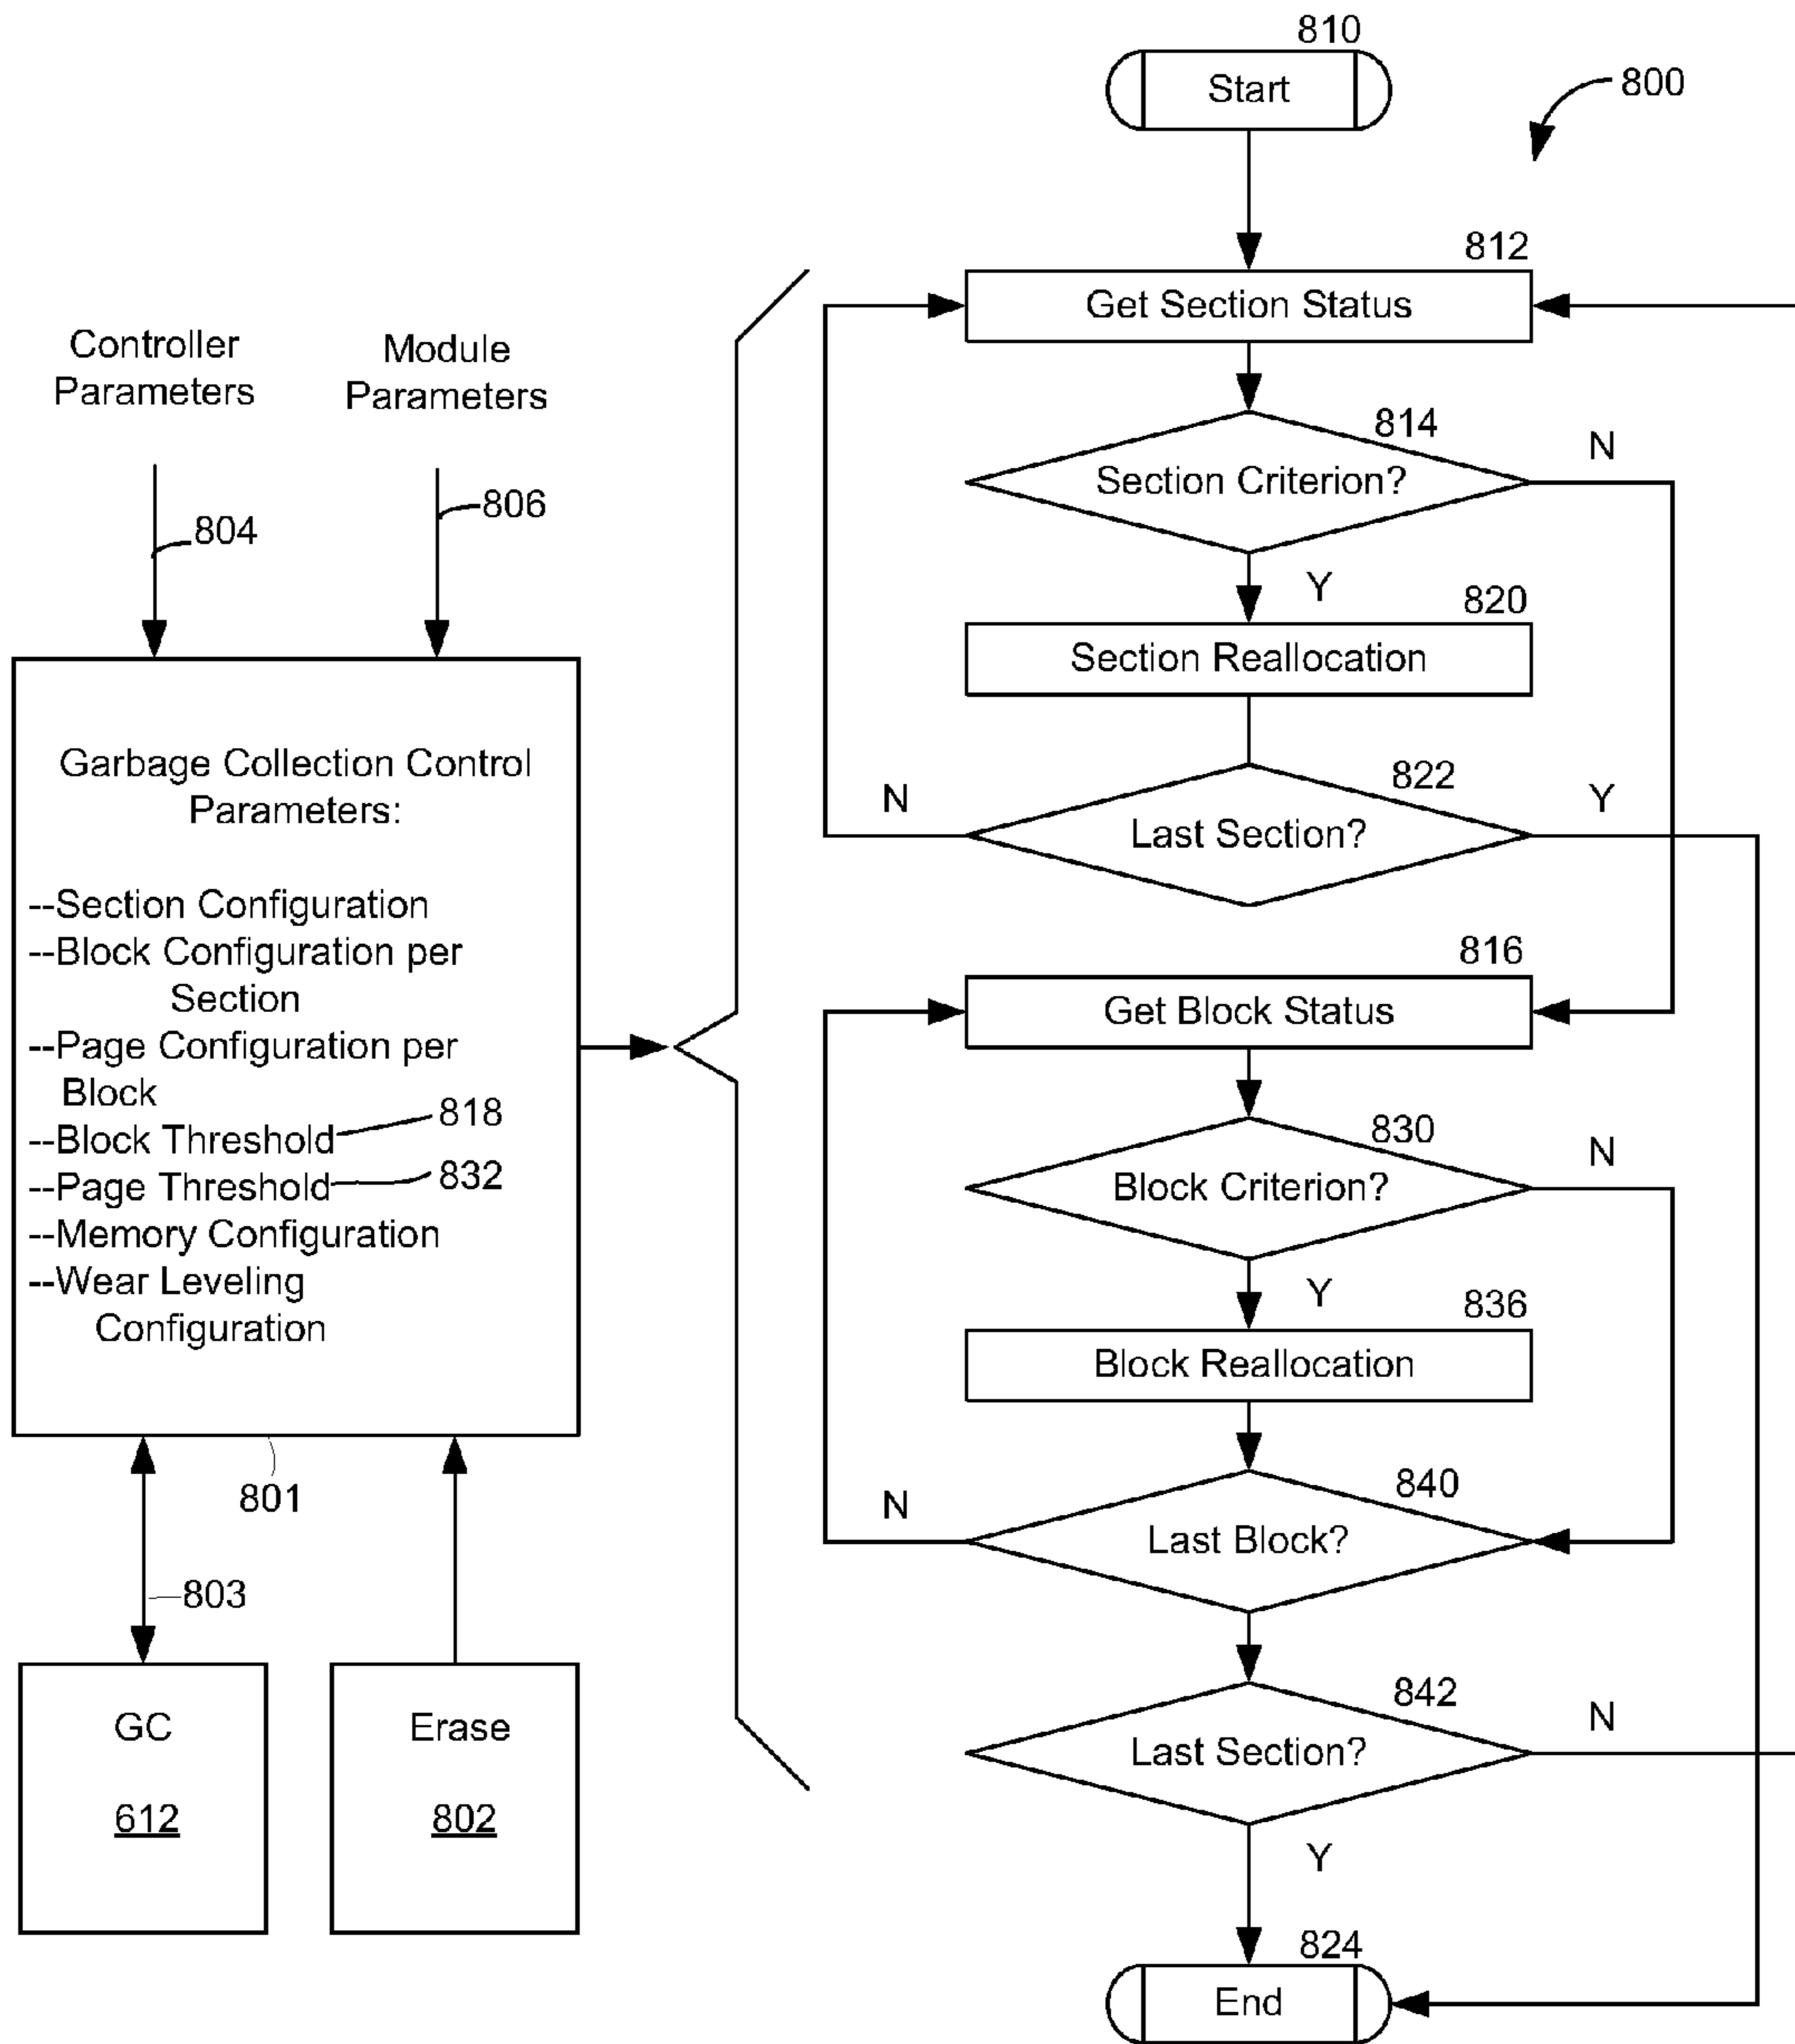 810
Start
800
812
Get Section Status
Controller
Parameters
Module
Parameters
814
N
Section Criterion?
804
806
Y
820
Section Reallocation
822
N
Y
Last Section?
Garbage Collection Control
Parameters:
--Section Configuration
--Block Configuration per
Section
--Page Configuration per
Block
--Block Threshold
818
--Page Threshold
832
--Memory Configuration
--Wear Leveling
Configuration
816
Get Block Status
830
N
Block Criterion?
Y
836
Block Reallocation
801
840
N
Last Block?
803
842
N
Last Section?
GC
612
Erase
802
Y
824
End